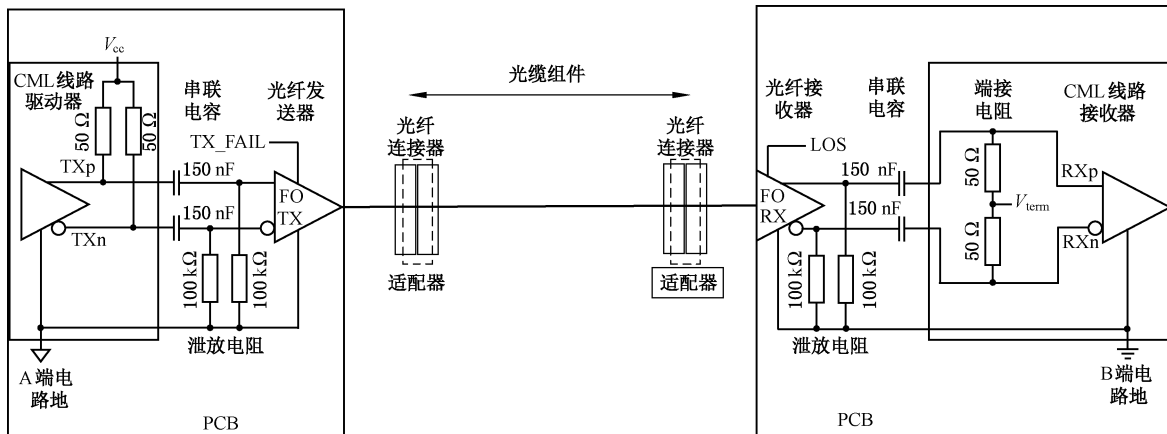 V_cc
CML线路
驱动器
50 Ω
50 Ω
TXp
TXn
串联
电容
150 nF
150 nF
光纤发
送器
TX_FAIL
FO
TX
100 kΩ
100 kΩ
泄放电阻
A端电
路地
PCB
光缆组件
光纤
连接器
适配器
光纤
连接器
适配器
光纤接
收器
LOS
FO
RX
串联
电容
150 nF
150 nF
100 kΩ
100 kΩ
泄放电阻
端接
电阻
50 Ω
V_term
50 Ω
CML线路
接收器
RXp
RXn
B端电
路地
PCB